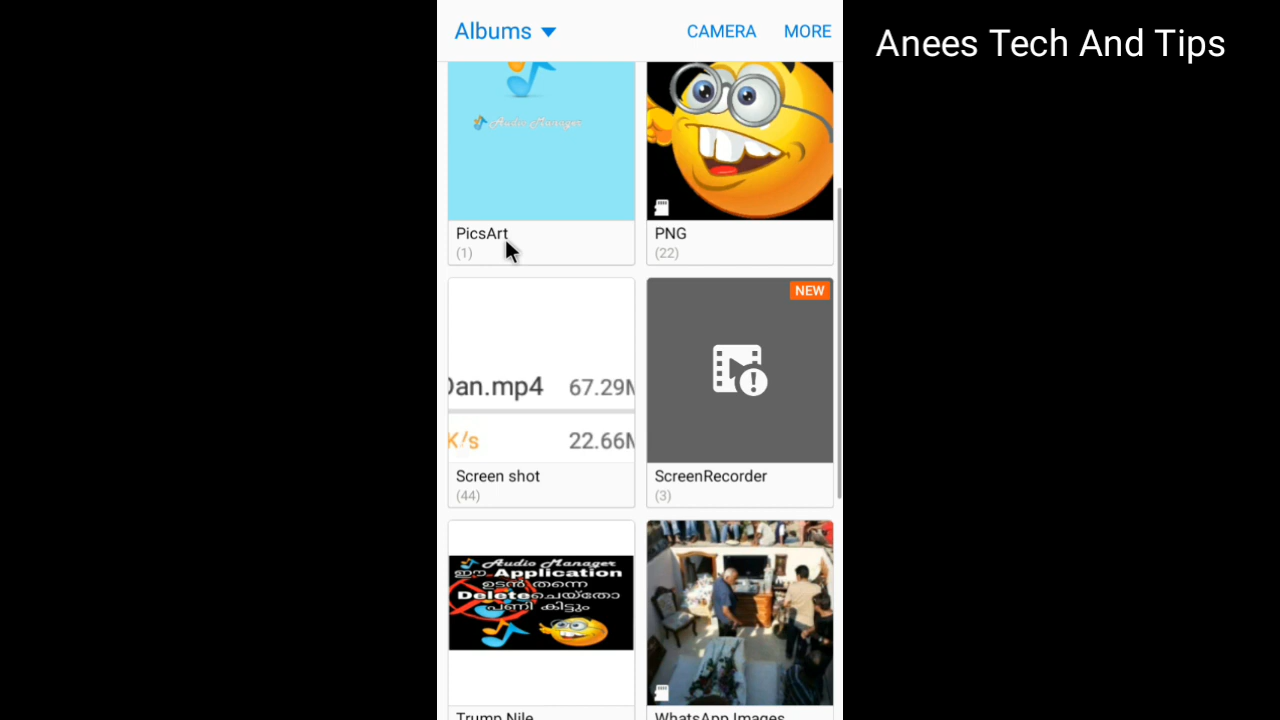 Albums
CAMERA
MORE
Anees Tech And Tips
Audio Manager
PicsArt
(1)
PNG
(22)
NEW
Dan.mp4 67.29M
K/s 22.66M
Screen shot
(44)
ScreenRecorder
(3)
Audio Manager
ഈ Application
ഉടൻ തന്നെ
Deleteചെയ്തോ
പണി കിട്ടും
Trump Nile
WhatsApp Images